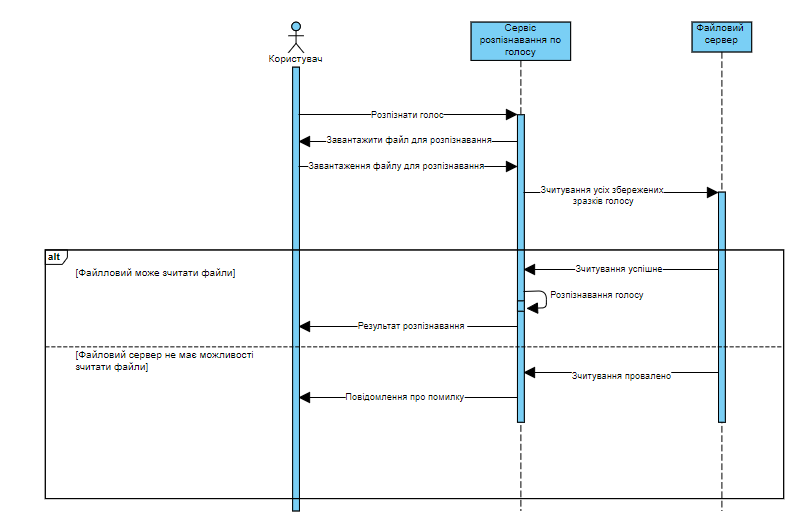 Користувач
Сервіс
розпізнавання по
голосу
Файловий
сервер
Розпізнати голос
Завантажити файл для розпізнавання
Завантаження файлу для розпізнавання
Зчитування усіх збережених
зразків голосу
alt
[Файлловий може зчитати файли]
Зчитування успішне
Розпізнавання голосу
Результат розпізнавання
[Файловий сервер не має можливості
зчитати файли]
Зчитування провалено
Повідомлення про помилку